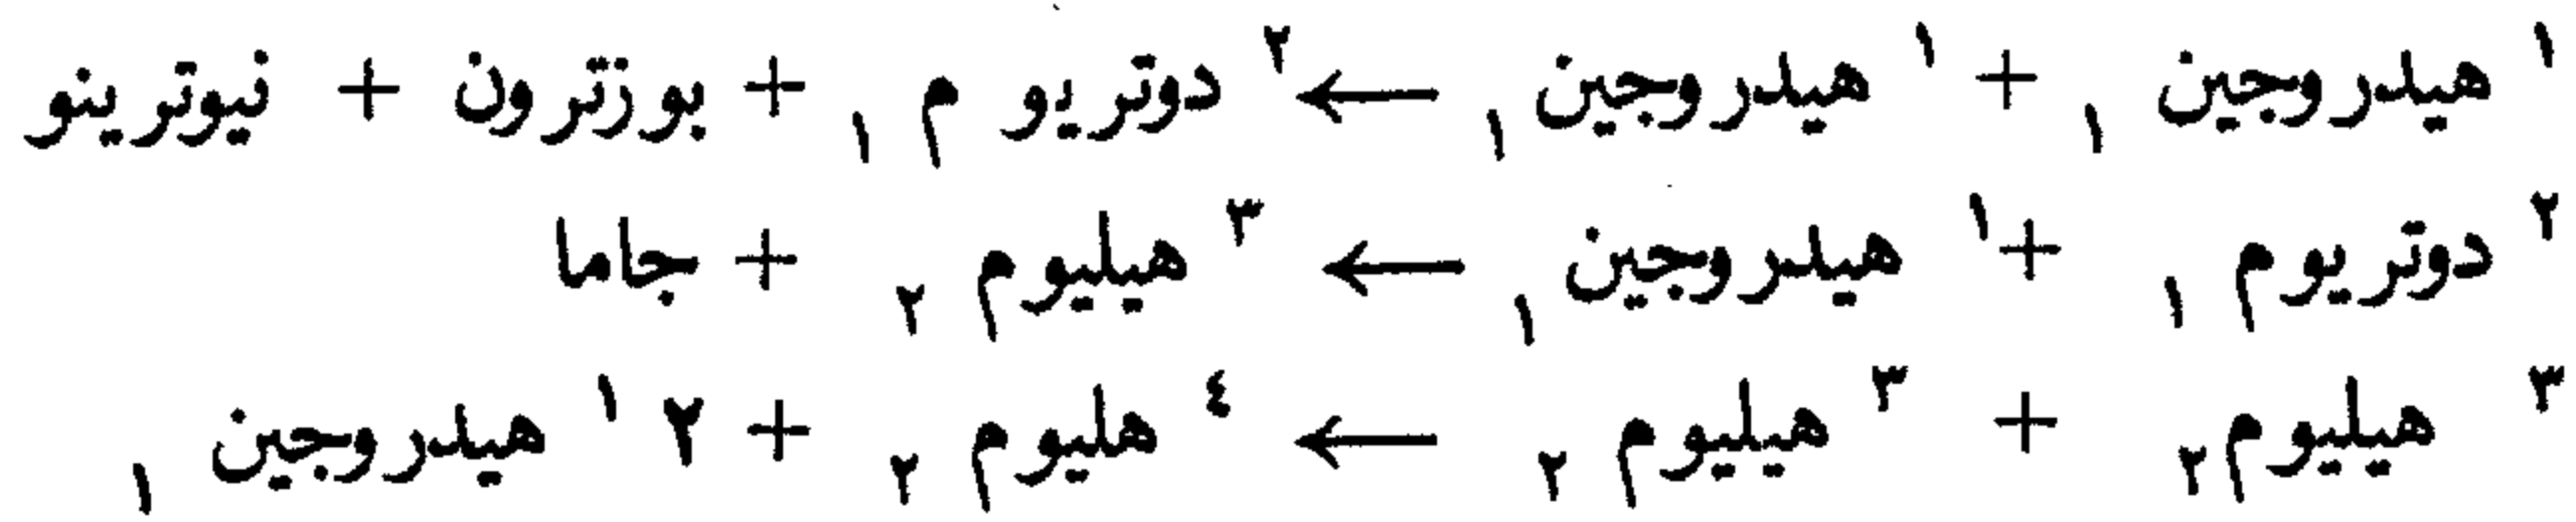 ١ هيدروجين ١ + ١ هيدروجين ١ ← ٢ دوتريوم ١ + بوزترون + نيوترينو
٢ دوتريوم ١ + ١ هيدروجين ١ ← ٣ هيليوم ٢ + جاما
٣ هيليوم ٢ + ٣ هيليوم ٢ ← ٤ هليوم ٢ + ٢ ١ هيدروجين ١